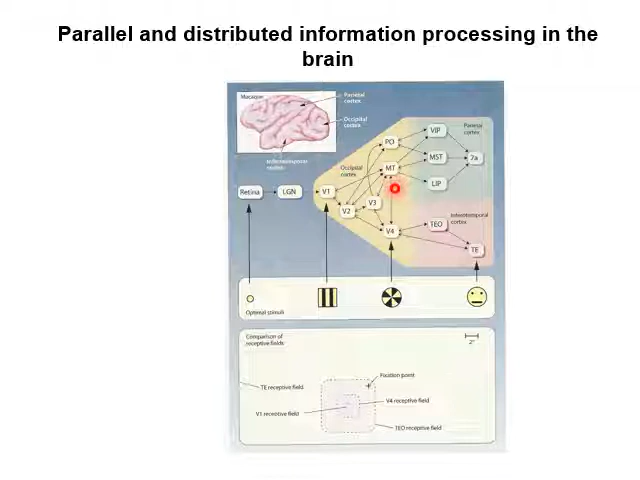 Parallel and distributed information processing in the
brain
Macaque
Parietal
cortex
Occipital
cortex
Inferotemporal
cortex
Occipital
cortex
Parietal
cortex
PO
VIP
MT
MST
7a
LIP
Retina
LGN
V1
V2
V3
V4
TEO
Inferotemporal
cortex
TE
Optimal stimuli
Comparison of
receptive fields
2°
Fixation point
TE receptive field
V4 receptive field
V1 receptive field
TEO receptive field